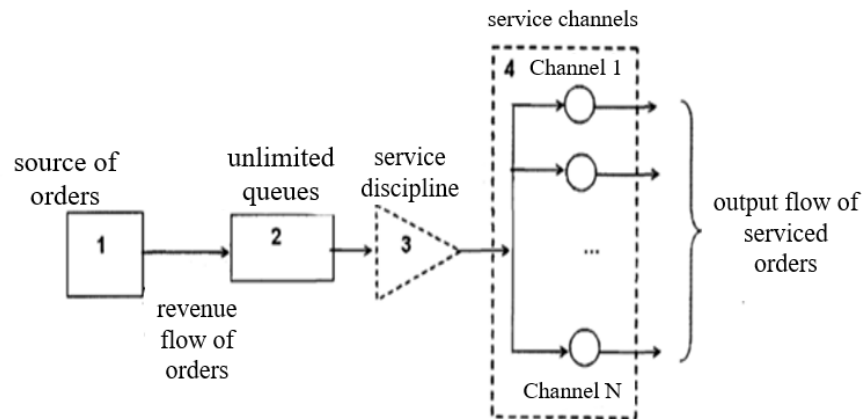 service channels
4 Channel 1
source of
orders
unlimited
queues
service
discipline
1
2
3
revenue
flow of
orders
...
output flow of
serviced
orders
Channel N